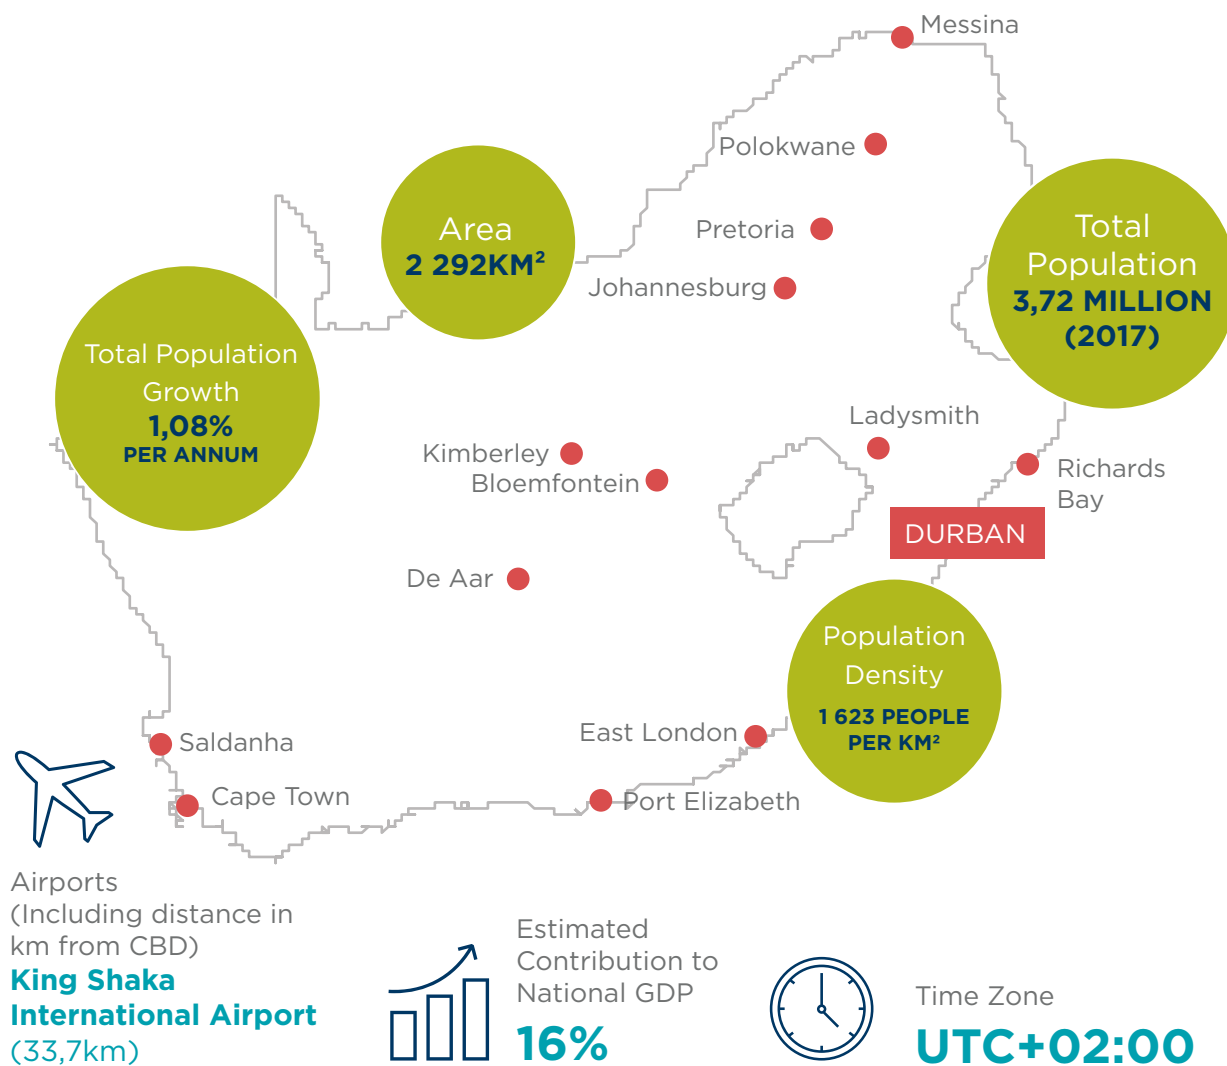 Messina
Polokwane
Pretoria
Johannesburg
Area
2 292KM²
Total
Population
3,72 MILLION
(2017)
Total Population
Growth
1,08%
PER ANNUM
Ladysmith
Kimberley
Bloemfontein
Richards
Bay
DURBAN
De Aar
Population
Density
1 623 PEOPLE
PER KM²
East London
Saldanha
Cape Town
Port Elizabeth
Airports
(Including distance in
km from CBD)
King Shaka
International Airport
(33,7km)
Estimated
Contribution to
National GDP
16%
Time Zone
UTC+02:00